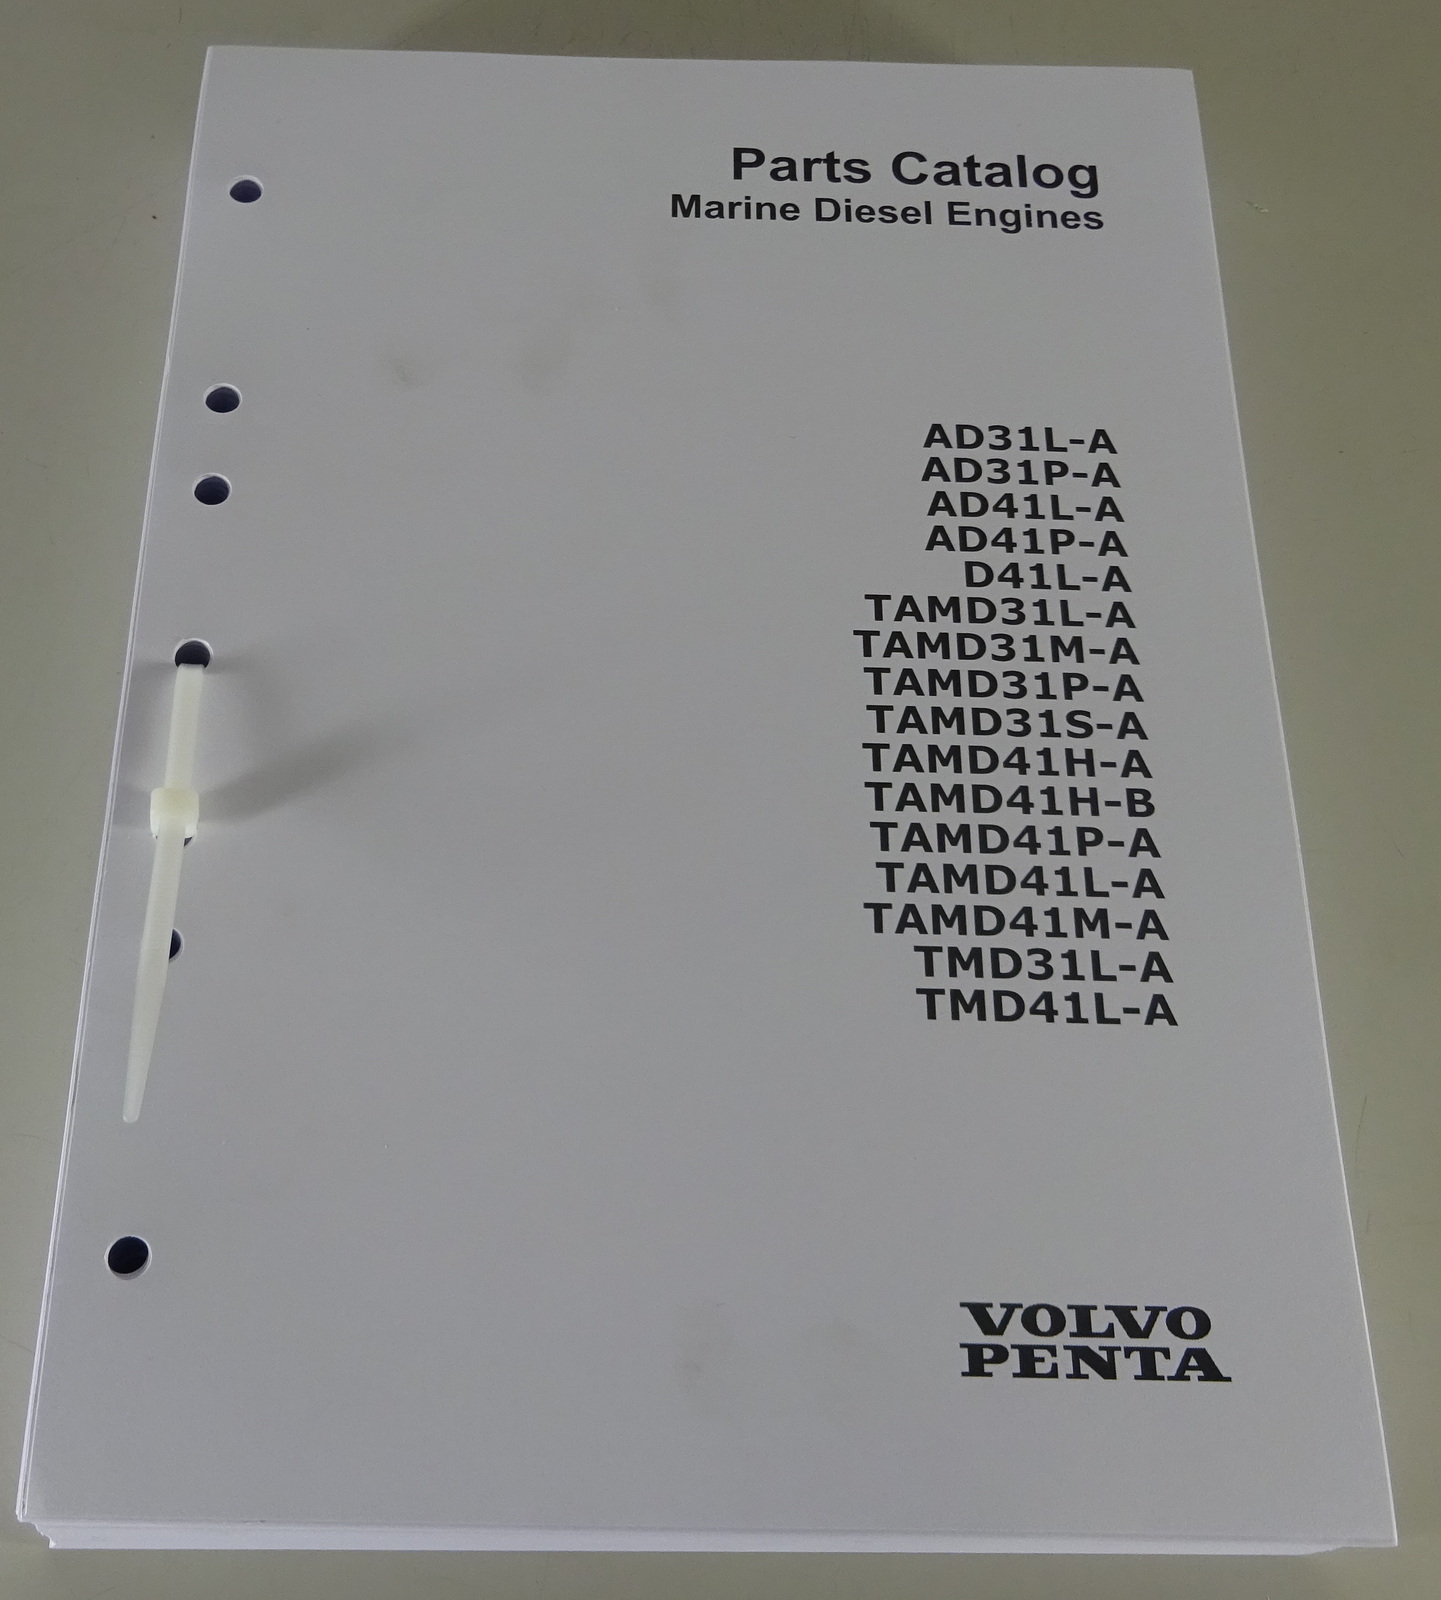 Parts Catalog
Marine Diesel Engines
AD31L-A
AD31P-A
AD41L-A
AD41P-A
D41L-A
TAMD31L-A
TAMD31M-A
TAMD31P-A
TAMD31S-A
TAMD41H-A
TAMD41H-B
TAMD41P-A
TAMD41L-A
TAMD41M-A
TMD31L-A
TMD41L-A
VOLVO
PENTA